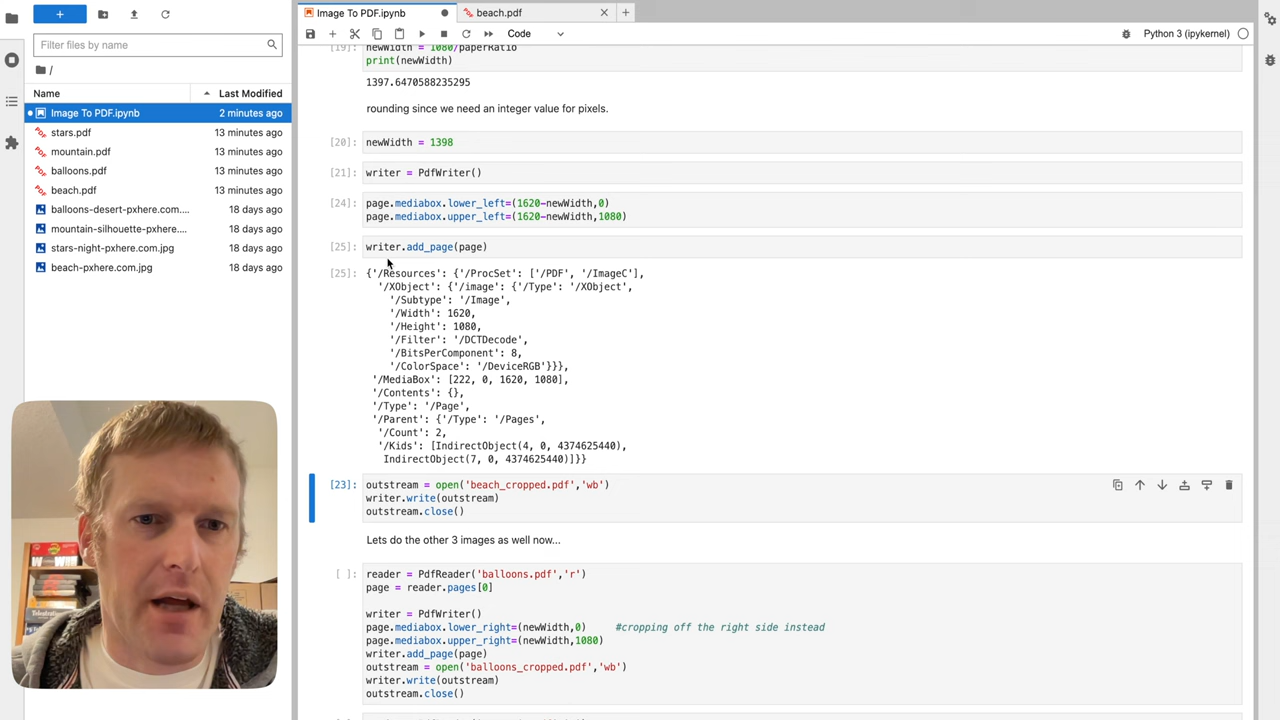 Image To PDF.ipynb
beach.pdf
Code
Python 3 (ipykernel)
Filter files by name
/
Name
Last Modified
Image To PDF.ipynb 2 minutes ago
stars.pdf 13 minutes ago
mountain.pdf 13 minutes ago
balloons.pdf 13 minutes ago
beach.pdf 13 minutes ago
balloons-desert-pxhere.com.... 18 days ago
mountain-silhouette-pxhere.... 18 days ago
stars-night-pxhere.com.jpg 18 days ago
beach-pxhere.com.jpg 18 days ago
[19]: newWidth = 1080/paperRatio
print(newWidth)
1397.6470588235295
rounding since we need an integer value for pixels.
[20]: newWidth = 1398
[21]: writer = PdfWriter()
[24]: page.mediabox.lower_left=(1620-newWidth,0)
page.mediabox.upper_left=(1620-newWidth,1080)
[25]: writer.add_page(page)
[25]: {'/Resources': {'/ProcSet': ['/PDF', '/ImageC'],
'/XObject': {'/image': {'/Type': '/XObject',
'/Subtype': '/Image',
'/Width': 1620,
'/Height': 1080,
'/Filter': '/DCTDecode',
'/BitsPerComponent': 8,
'/ColorSpace': '/DeviceRGB'}}},
'/MediaBox': [222, 0, 1620, 1080],
'/Contents': {},
'/Type': '/Page',
'/Parent': {'/Type': '/Pages',
'/Count': 2,
'/Kids': [IndirectObject(4, 0, 4374625440),
IndirectObject(7, 0, 4374625440)]}}
[23]: outstream = open('beach_cropped.pdf','wb')
writer.write(outstream)
outstream.close()
Lets do the other 3 images as well now...
[ ]: reader = PdfReader('balloons.pdf','r')
page = reader.pages[0]
writer = PdfWriter()
page.mediabox.lower_right=(newWidth,0) #cropping off the right side instead
page.mediabox.upper_right=(newWidth,1080)
writer.add_page(page)
outstream = open('balloons_cropped.pdf','wb')
writer.write(outstream)
outstream.close()